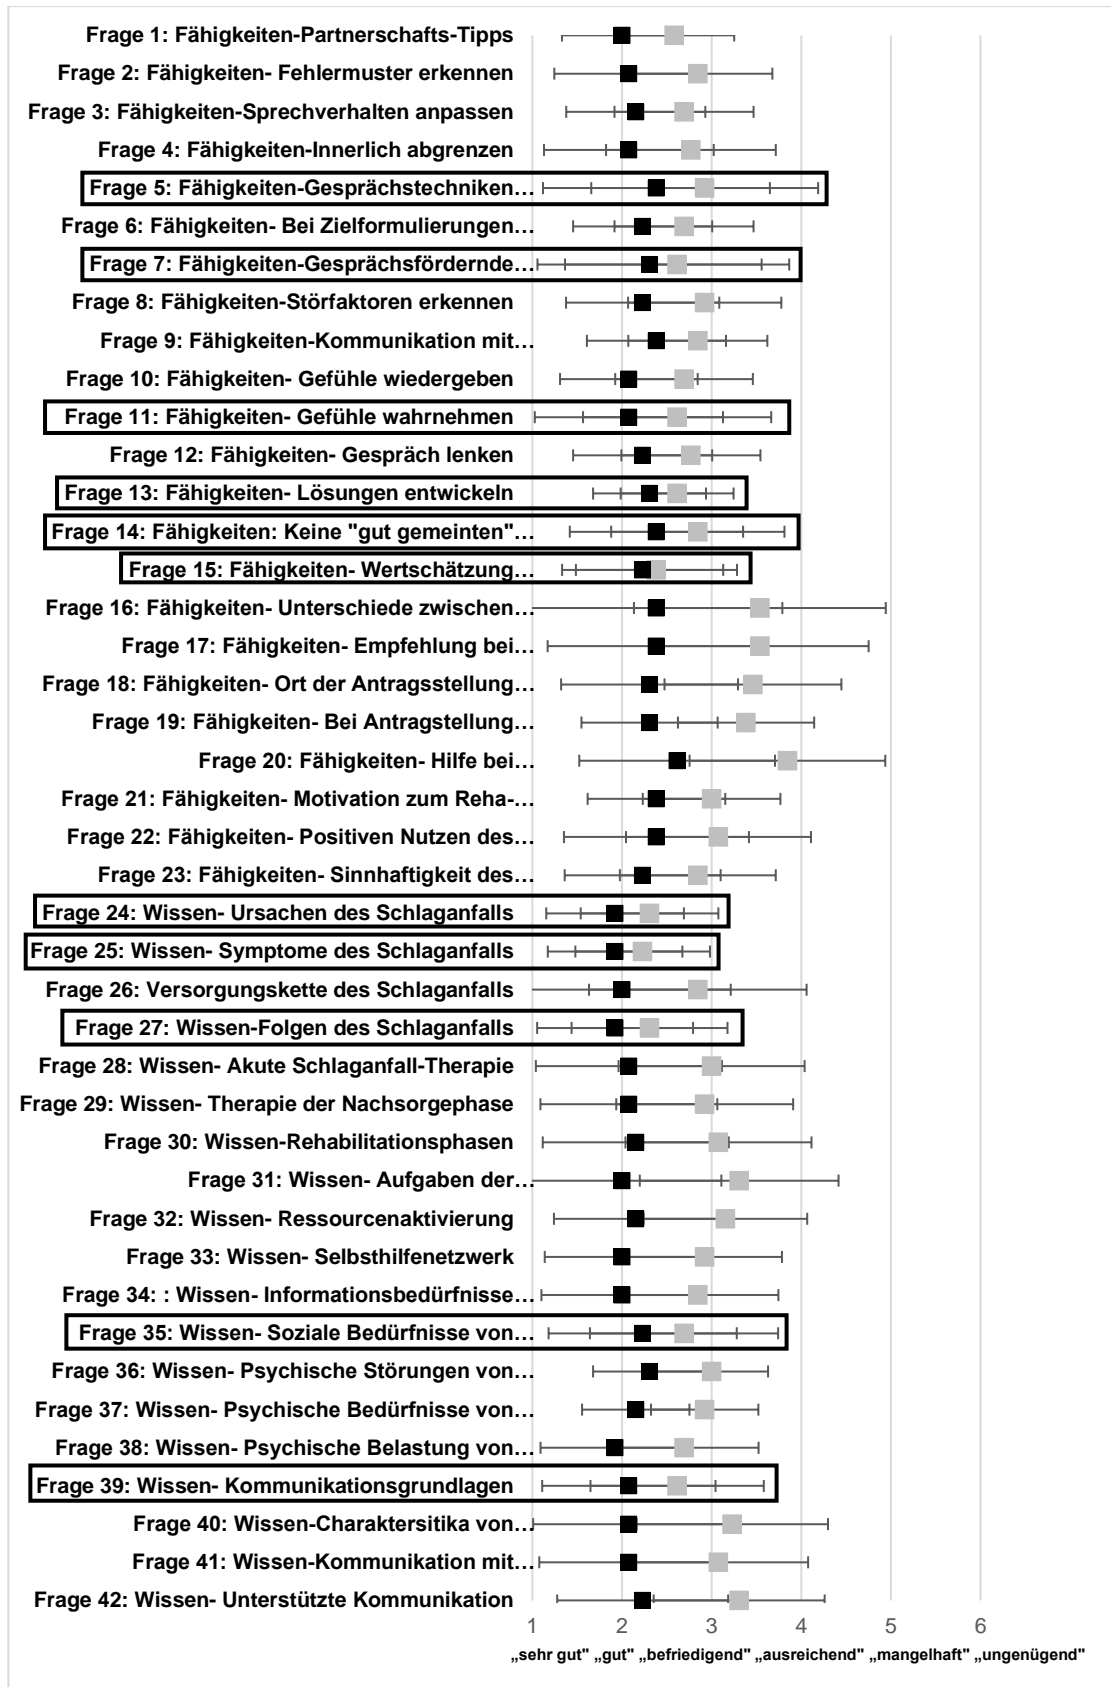 Frage 1: Fähigkeiten-Partnerschafts-Tipps
Frage 2: Fähigkeiten- Fehlermuster erkennen
Frage 3: Fähigkeiten-Sprechverhalten anpassen
Frage 4: Fähigkeiten-Innerlich abgrenzen
Frage 5: Fähigkeiten-Gesprächstechniken…
Frage 6: Fähigkeiten- Bei Zielformulierungen…
Frage 7: Fähigkeiten-Gesprächsfördernde…
Frage 8: Fähigkeiten-Störfaktoren erkennen
Frage 9: Fähigkeiten-Kommunikation mit…
Frage 10: Fähigkeiten- Gefühle wiedergeben
Frage 11: Fähigkeiten- Gefühle wahrnehmen
Frage 12: Fähigkeiten- Gespräch lenken
Frage 13: Fähigkeiten- Lösungen entwickeln
Frage 14: Fähigkeiten: Keine "gut gemeinten"…
Frage 15: Fähigkeiten- Wertschätzung…
Frage 16: Fähigkeiten- Unterschiede zwischen…
Frage 17: Fähigkeiten- Empfehlung bei…
Frage 18: Fähigkeiten- Ort der Antragsstellung…
Frage 19: Fähigkeiten- Bei Antragstellung…
Frage 20: Fähigkeiten- Hilfe bei…
Frage 21: Fähigkeiten- Motivation zum Reha-…
Frage 22: Fähigkeiten- Positiven Nutzen des…
Frage 23: Fähigkeiten- Sinnhaftigkeit des…
Frage 24: Wissen- Ursachen des Schlaganfalls
Frage 25: Wissen- Symptome des Schlaganfalls
Frage 26: Versorgungskette des Schlaganfalls
Frage 27: Wissen-Folgen des Schlaganfalls
Frage 28: Wissen- Akute Schlaganfall-Therapie
Frage 29: Wissen- Therapie der Nachsorgephase
Frage 30: Wissen-Rehabilitationsphasen
Frage 31: Wissen- Aufgaben der…
Frage 32: Wissen- Ressourcenaktivierung
Frage 33: Wissen- Selbsthilfenetzwerk
Frage 34: : Wissen- Informationsbedürfnisse…
Frage 35: Wissen- Soziale Bedürfnisse von…
Frage 36: Wissen- Psychische Störungen von…
Frage 37: Wissen- Psychische Bedürfnisse von…
Frage 38: Wissen- Psychische Belastung von…
Frage 39: Wissen- Kommunikationsgrundlagen
Frage 40: Wissen-Charaktersitika von…
Frage 41: Wissen-Kommunikation mit…
Frage 42: Wissen- Unterstützte Kommunikation
1 2 3 4 5 6
„sehr gut" „gut" „befriedigend" „ausreichend" „mangelhaft" „ungenügend"